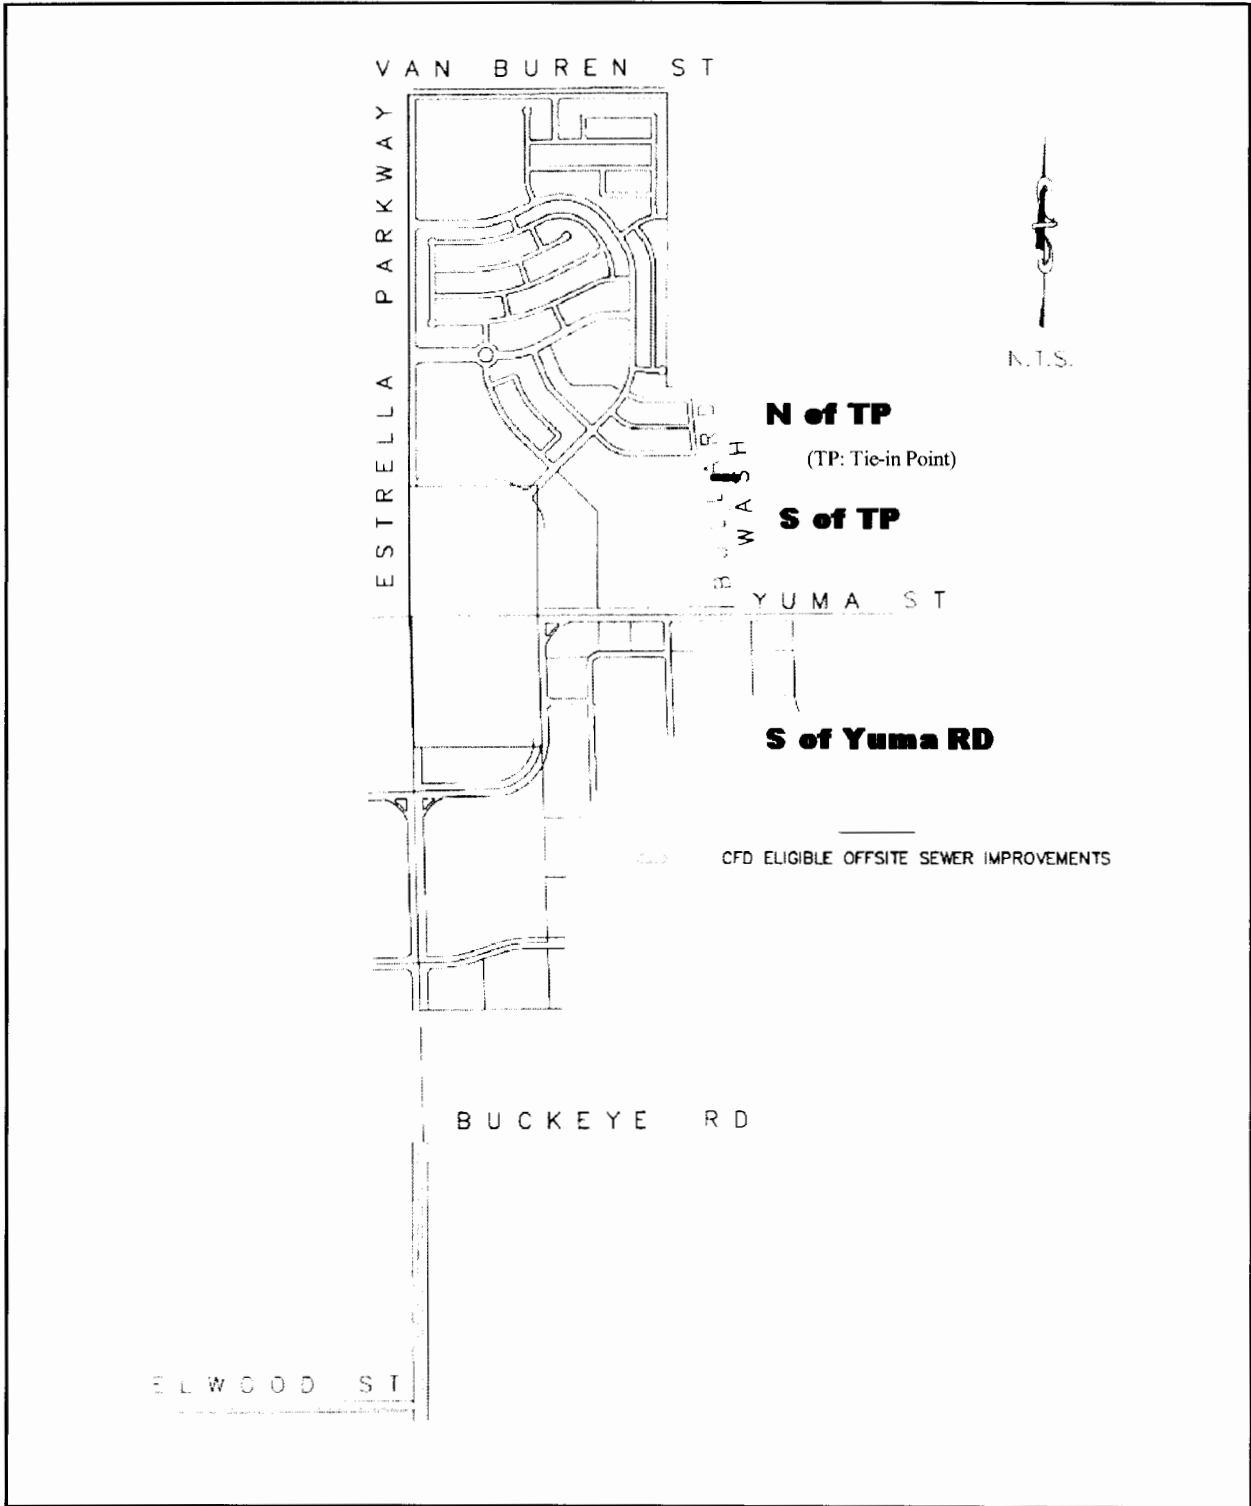 VAN BUREN ST
ESTRELLA PARKWAY
N.T.S.
N of TP
(TP: Tie-in Point)
WASH
S of TP
YUMA ST
S of Yuma RD
CFD ELIGIBLE OFFSITE SEWER IMPROVEMENTS
BUCKEYE RD
ELWOOD ST